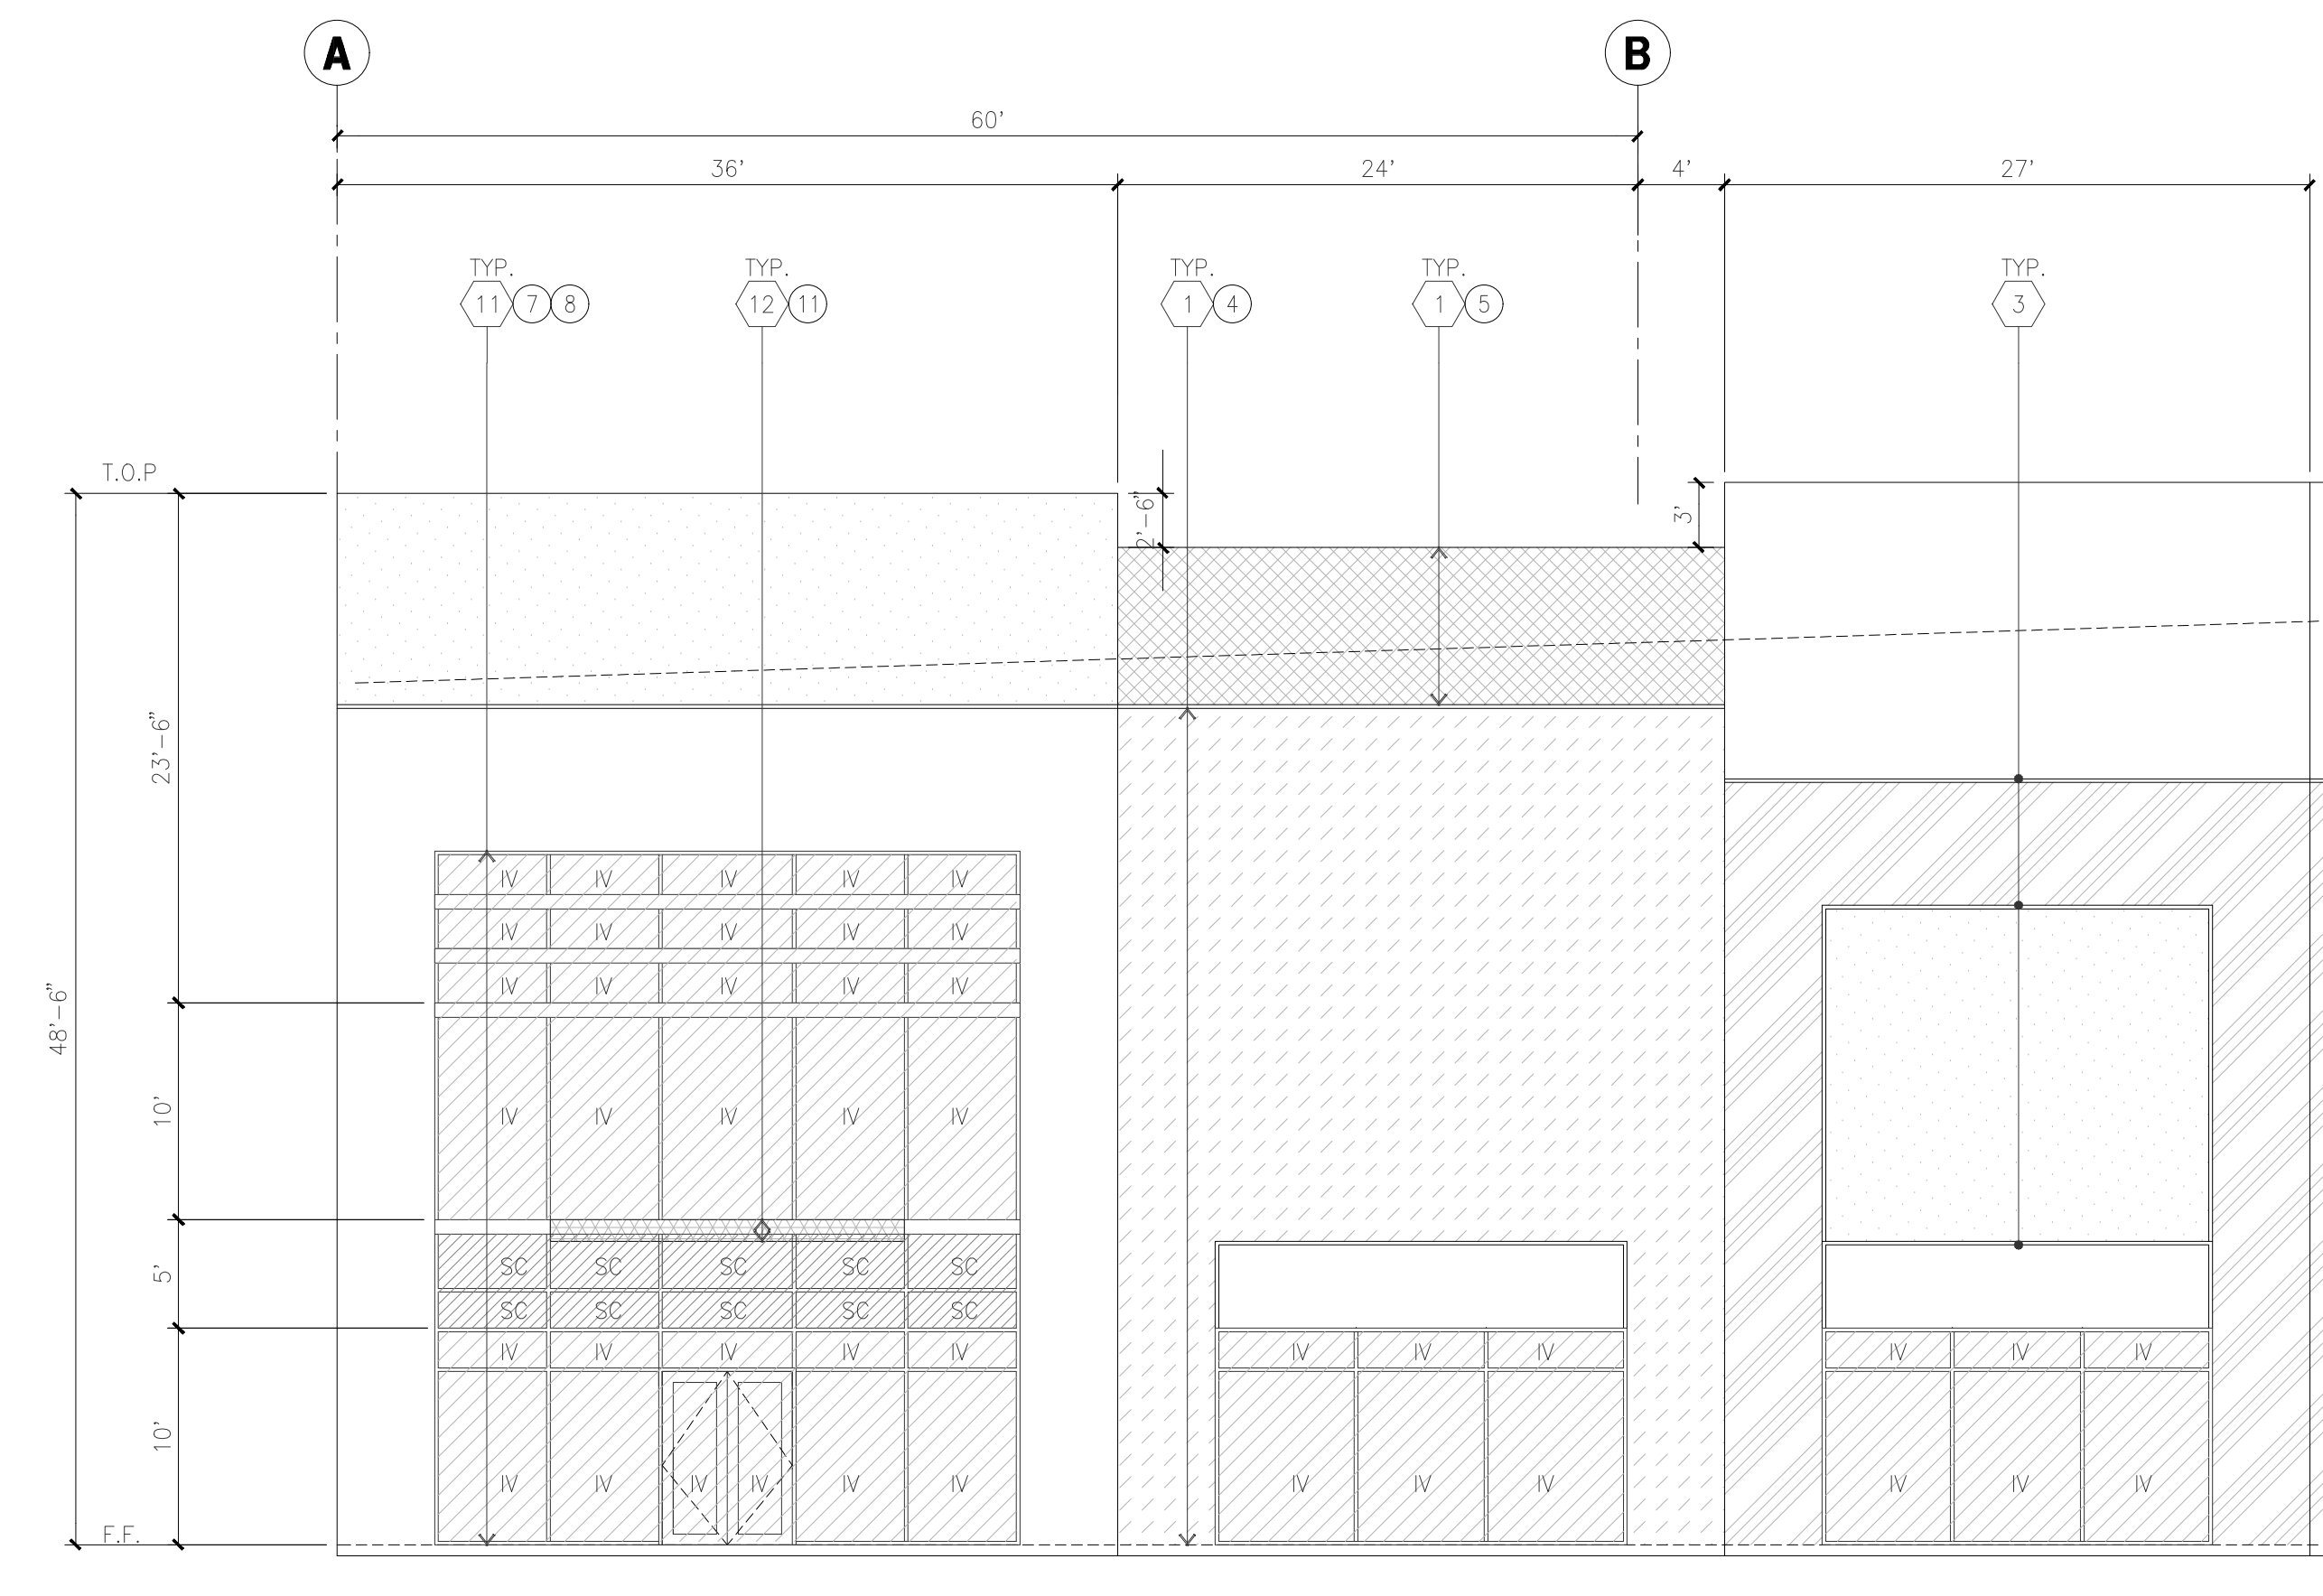 A B
60'
36' 24' 4' 27'
TYP. TYP. TYP. TYP. TYP.
11 7 8 12 11 1 4 1 5 3
T.O.P
2'-6" 3'
23'-6"
IV IV IV IV IV
IV IV IV IV IV
48'-6"
IV IV IV IV IV
10'
IV IV IV IV IV
5'
SC SC SC SC SC
SC SC SC SC SC
IV IV IV IV IV IV IV IV IV IV IV
10'
IV IV IV IV IV IV IV IV IV IV IV IV
F.F.